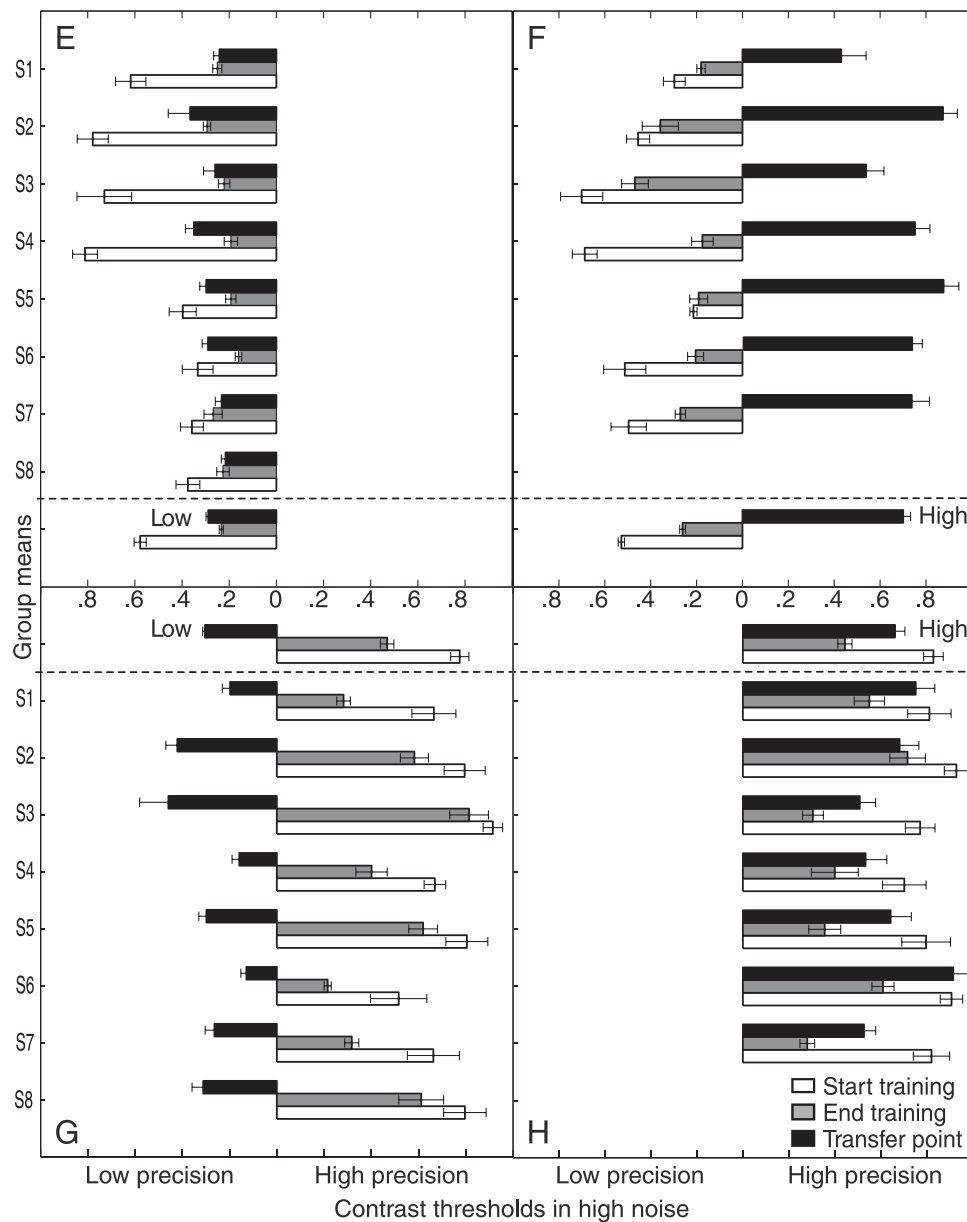 E F
S1
S2
S3
S4
S5
S6
S7
S8
Low High
Group means
.8 .6 .4 .2 0 .2 .4 .6 .8 .8 .6 .4 .2 0 .2 .4 .6 .8
Low High
S1
S2
S3
S4
S5
S6
S7
S8
Start training
End training
Transfer point
G H
Low precision High precision Low precision High precision
Contrast thresholds in high noise